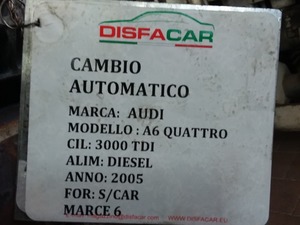 DISFACAR
CAMBIO
AUTOMATICO
MARCA: AUDI
MODELLO : A6 QUATTRO
CIL: 3000 TDI
ALIM: DIESEL
ANNO: 2005
FOR: S/CAR
MARCE 6
WWW.DISFACAR.EU